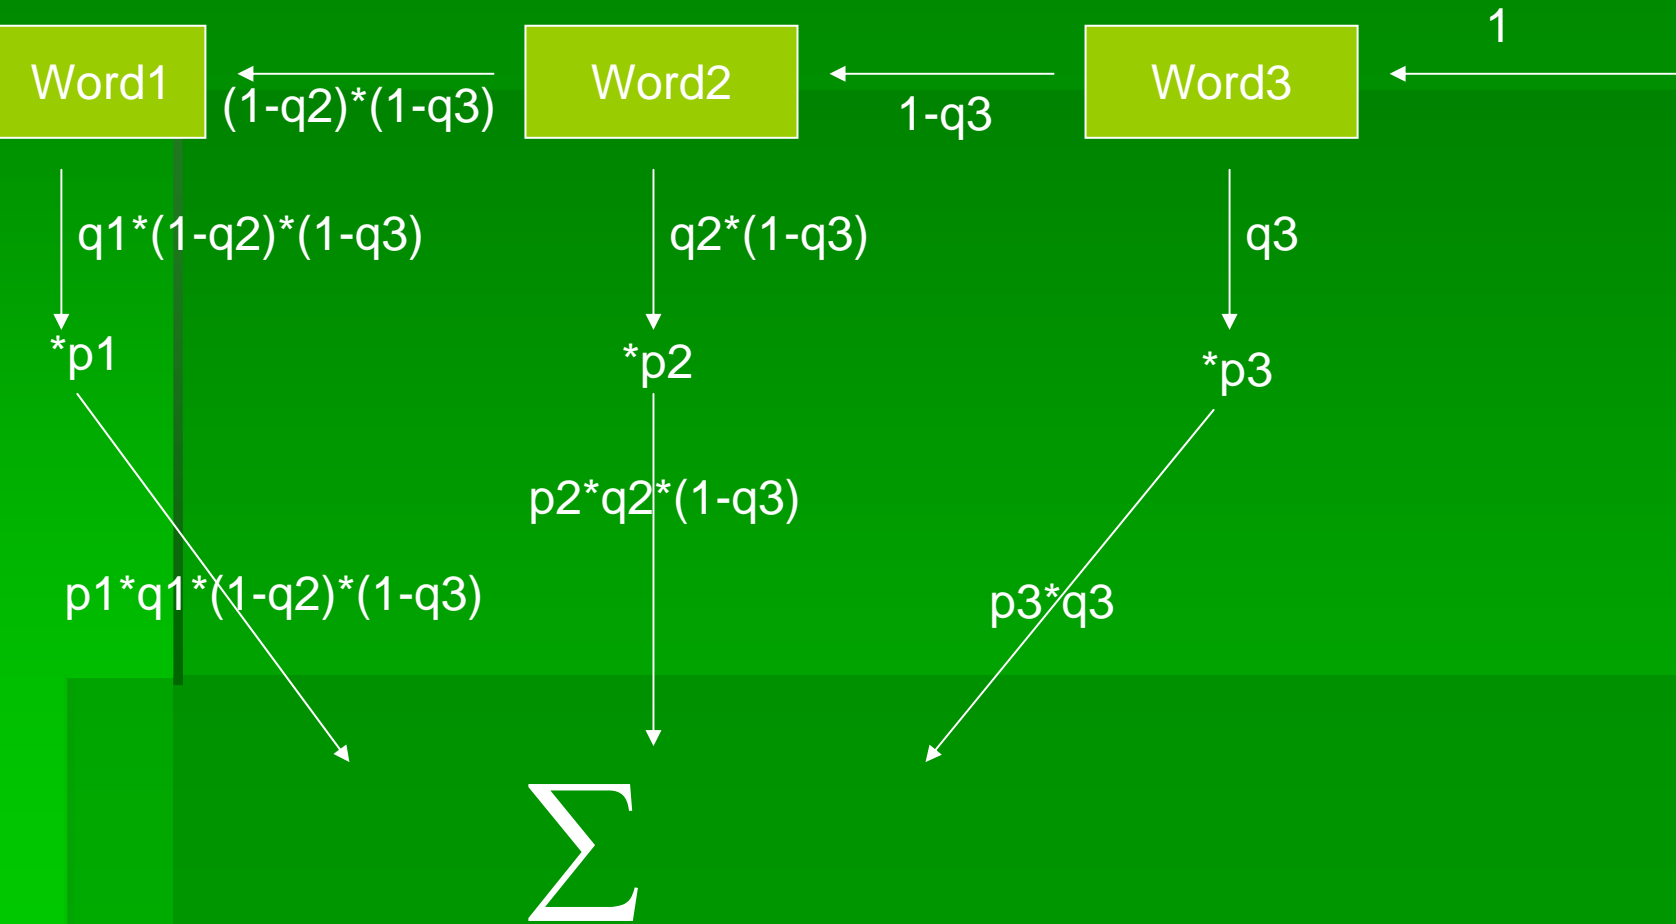 1
Word1
Word2
Word3
(1-q2)*(1-q3)
1-q3
q1*(1-q2)*(1-q3)
q2*(1-q3)
q3
*p1
*p2
*p3
p2*q2*(1-q3)
p1*q1*(1-q2)*(1-q3)
p3*q3
∑